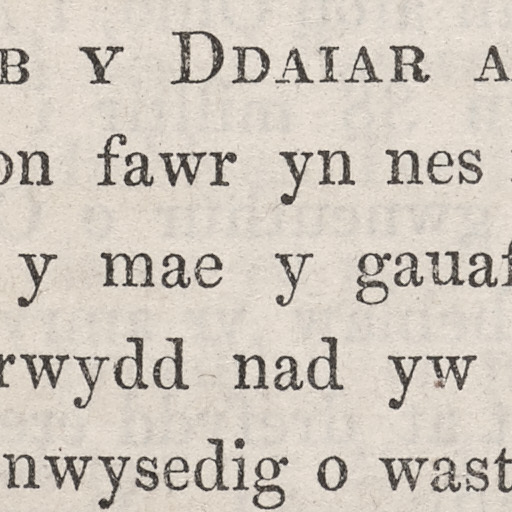 B Y DDAIAR A
on fawr yn nes
y mae y gauaf
rwydd nad yw
nwysedig o wast